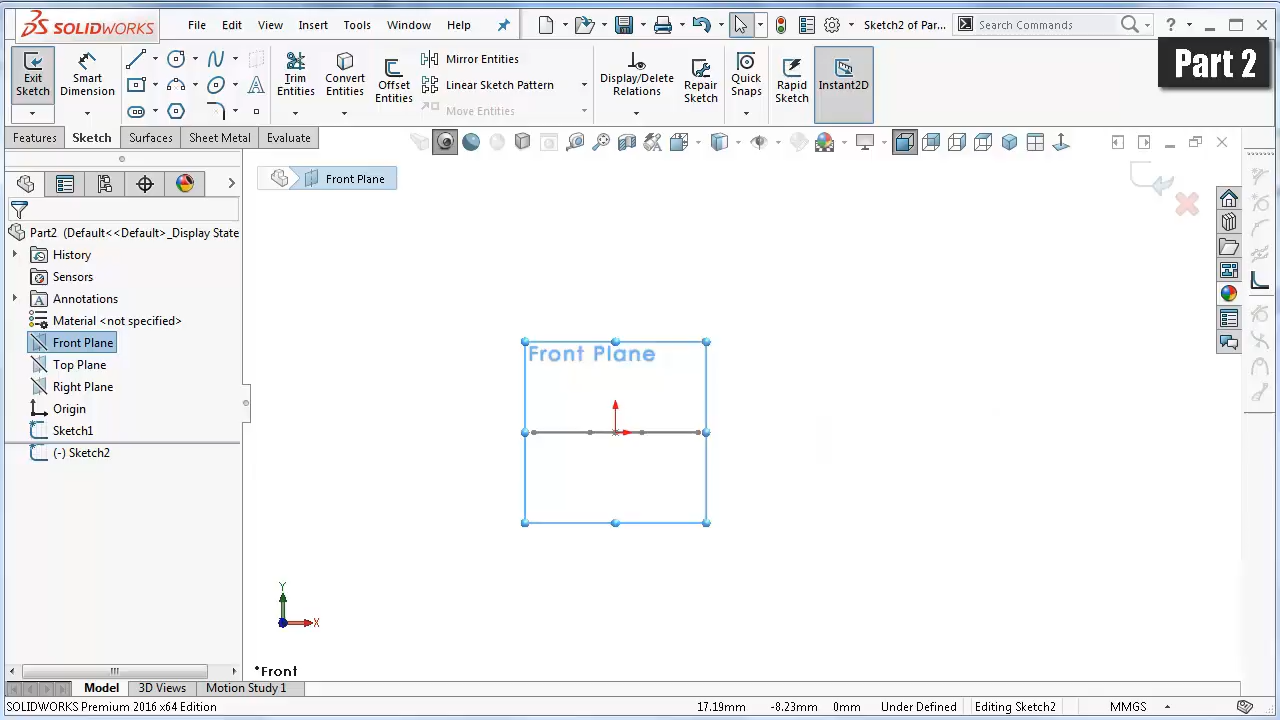 SOLIDWORKS
File Edit View Insert Tools Window Help
Sketch2 of Par...
Search Commands
Part 2
Exit Sketch
Smart Dimension
Trim Entities
Convert Entities
Offset Entities
Mirror Entities
Linear Sketch Pattern
Move Entities
Display/Delete Relations
Repair Sketch
Quick Snaps
Rapid Sketch
Instant2D
Features Sketch Surfaces Sheet Metal Evaluate
Front Plane
Part2 (Default<<Default>_Display State
History
Sensors
Annotations
Material <not specified>
Front Plane
Top Plane
Right Plane
Origin
Sketch1
(-) Sketch2
Front Plane
Y
X
*Front
Model 3D Views Motion Study 1
SOLIDWORKS Premium 2016 x64 Edition 17.19mm -8.23mm 0mm Under Defined Editing Sketch2 MMGS